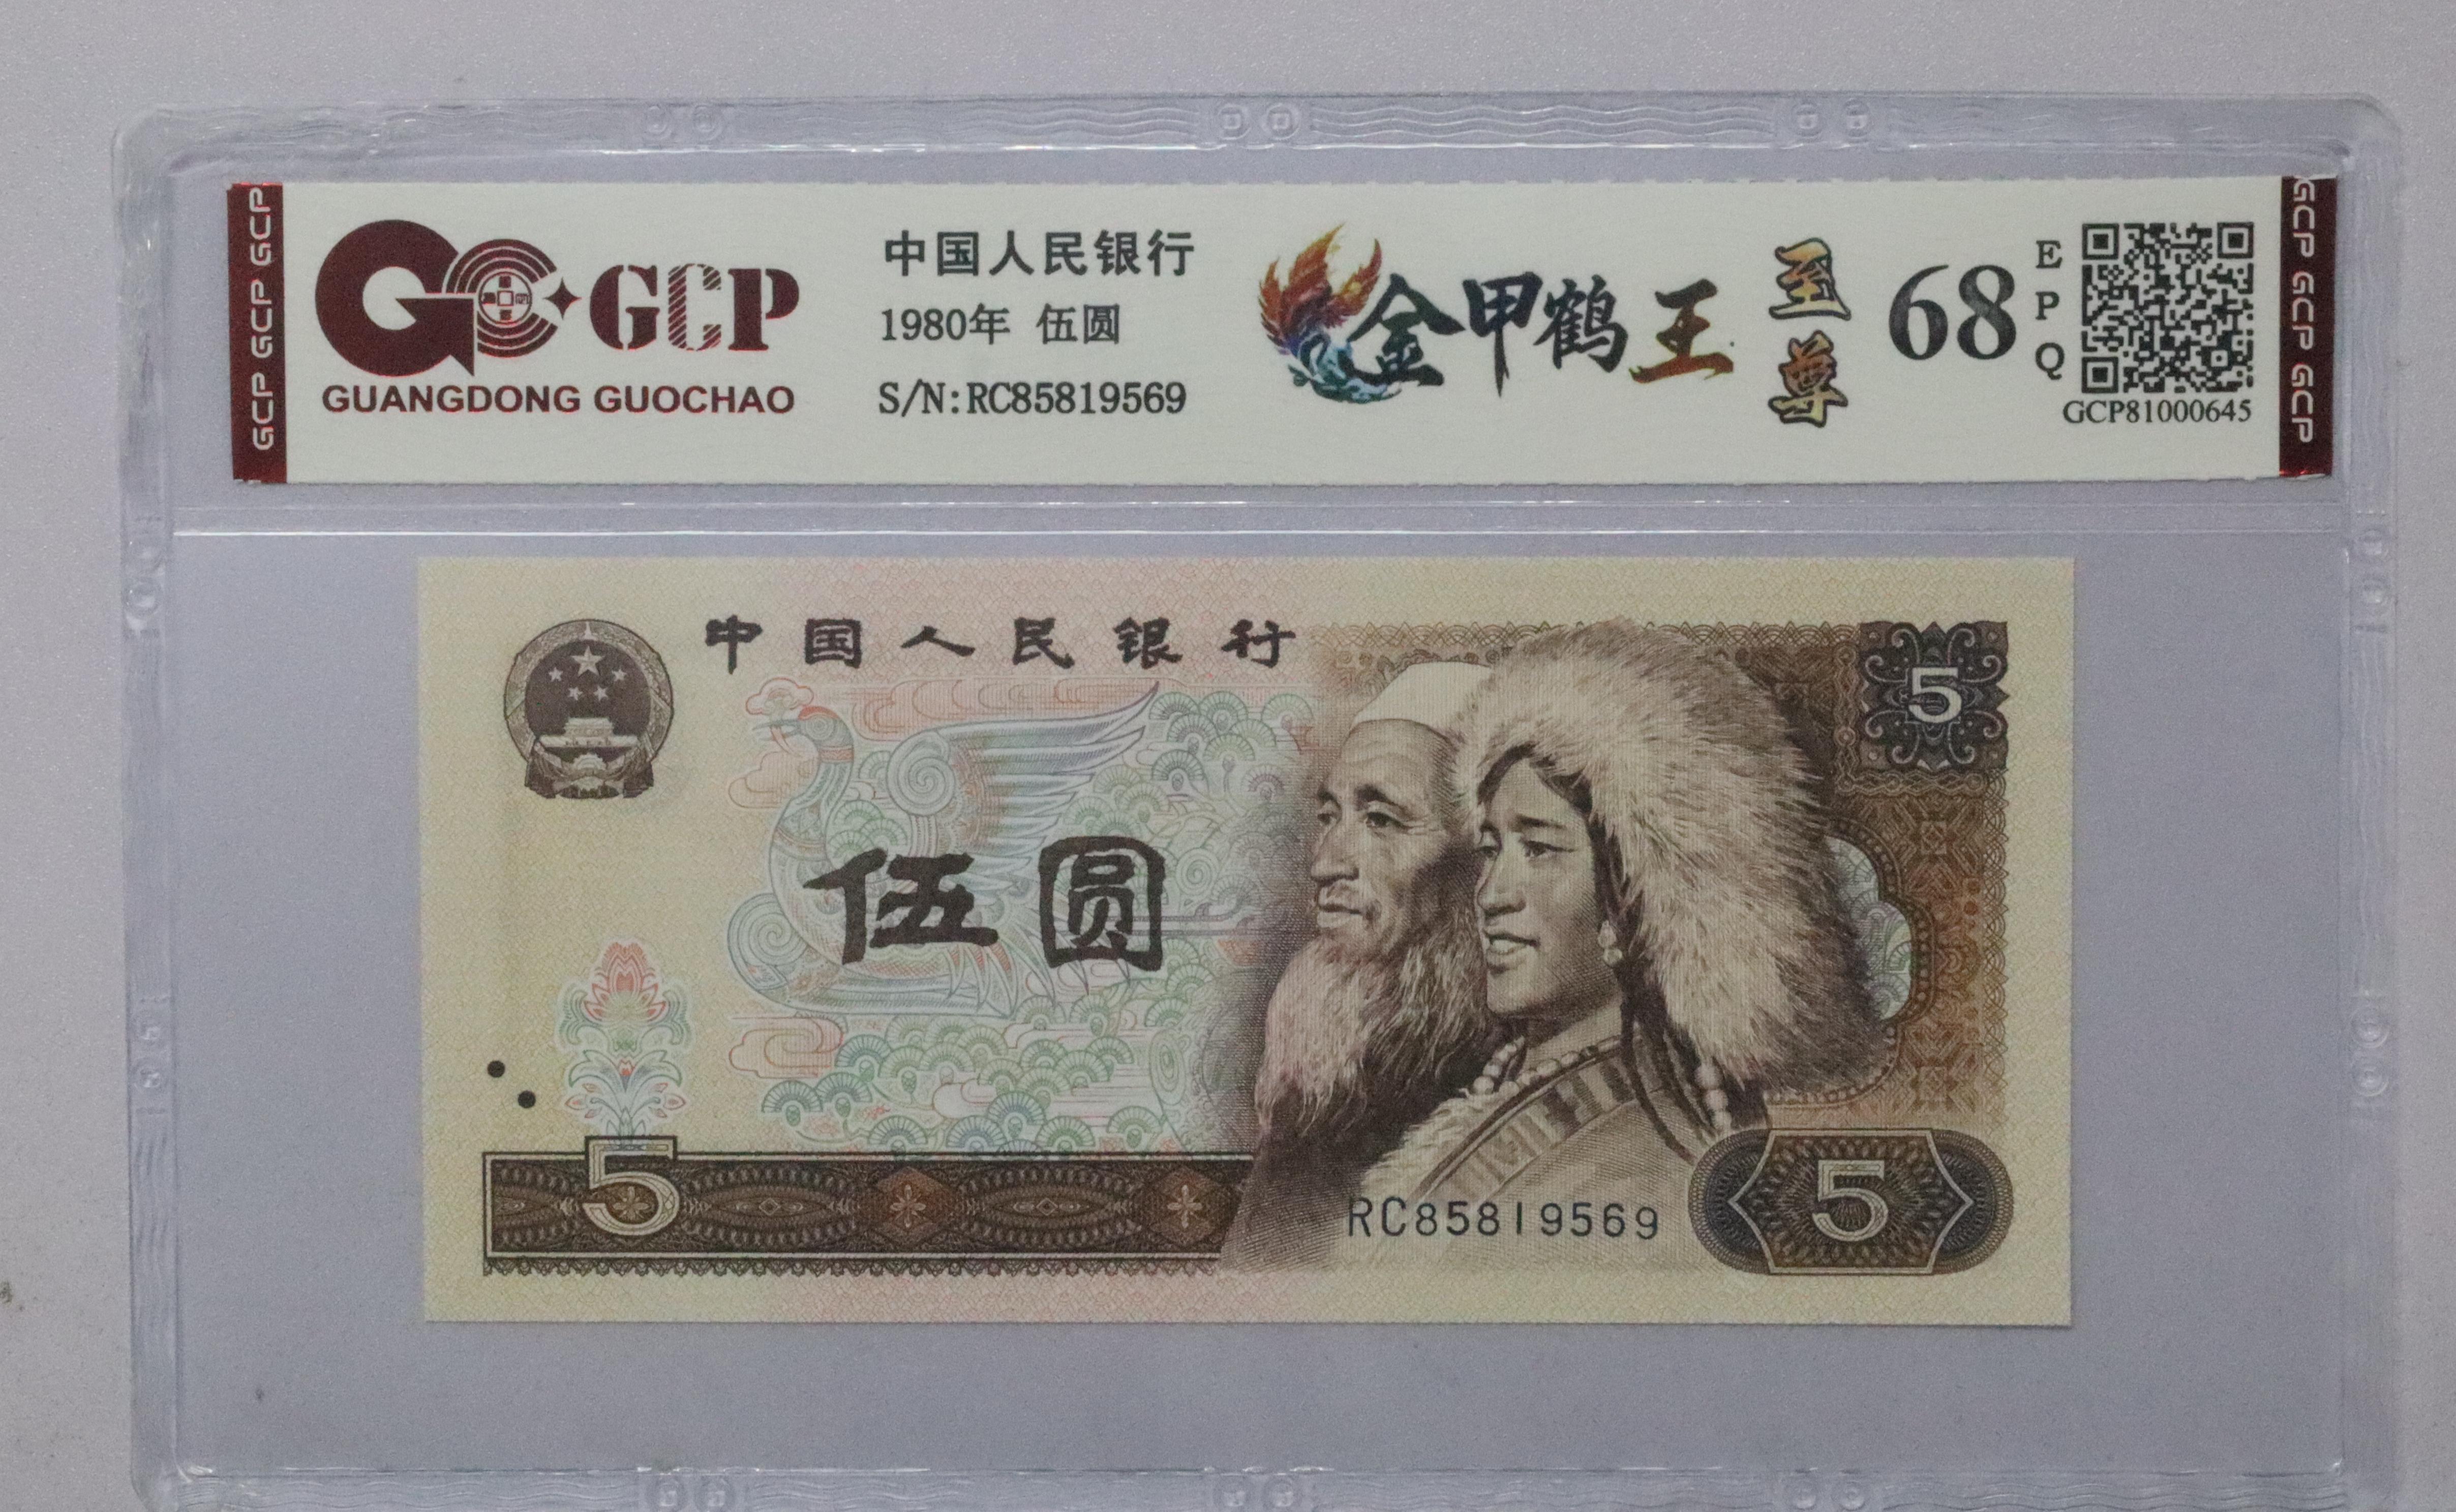 GCP GCP GCP
GCP
GUANGDONG GUOCHAO
中国人民银行
1980年 伍圆
S/N:RC85819569
金甲鹤王
至尊
68
EPQ
GCP81000645
GCP GCP GCP
中国人民银行
5
伍圆
5
RC85819569
5